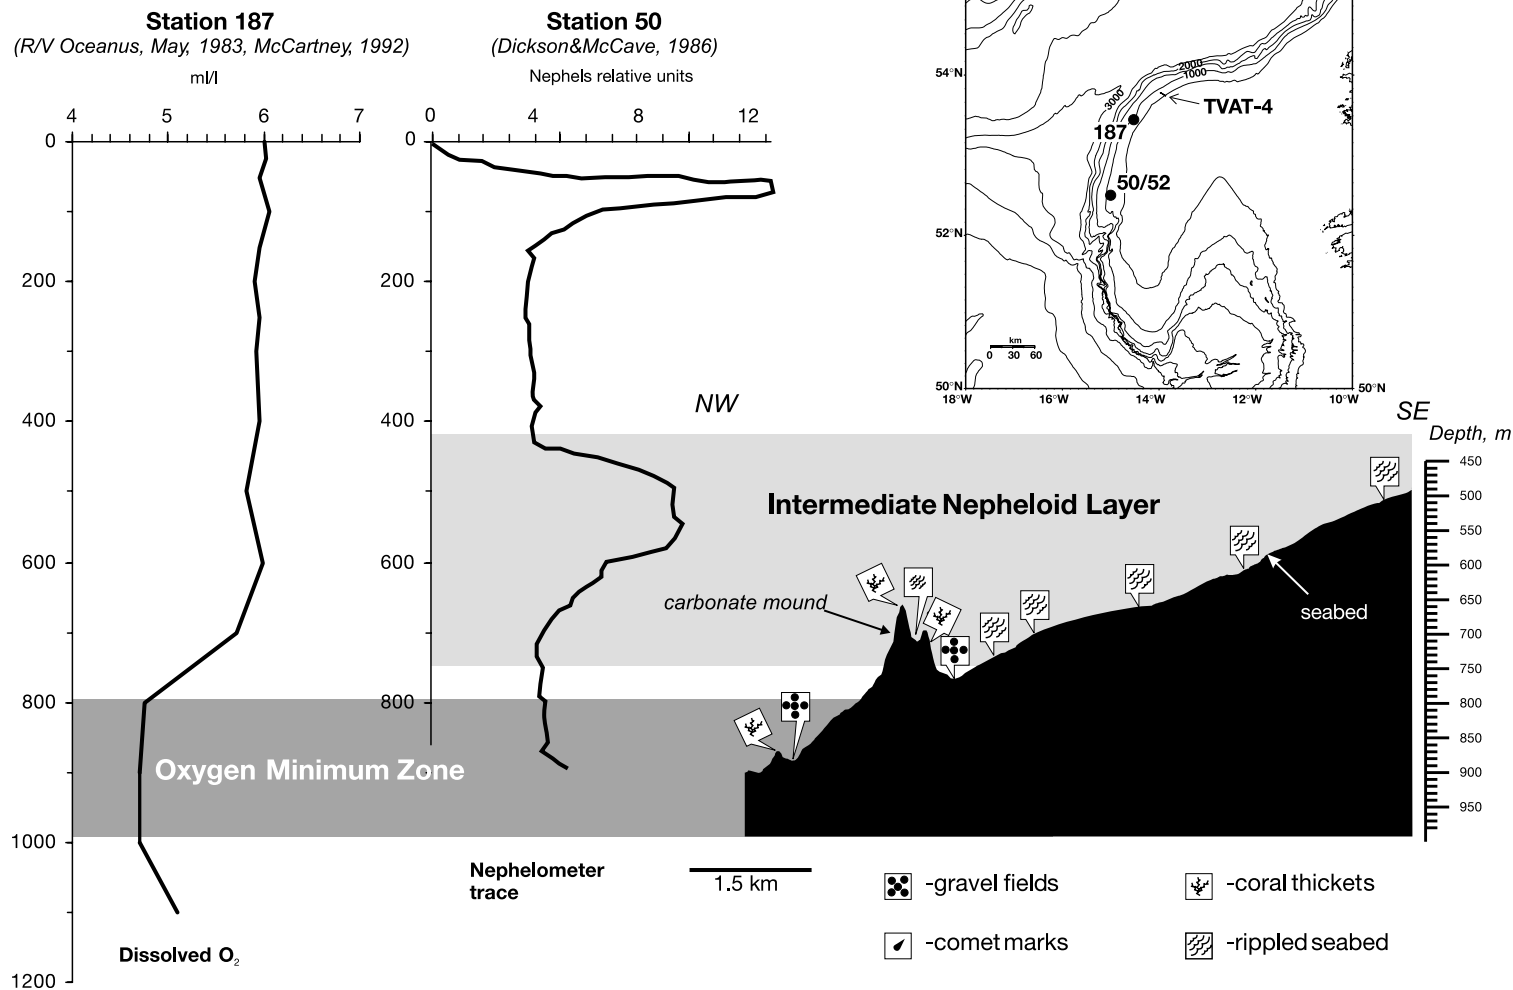 Station 187
(R/V Oceanus, May, 1983, McCartney, 1992)
ml/l
4 5 6 7
0
200
400
600
800
1000
1200
Oxygen Minimum Zone
Dissolved O2
Station 50
(Dickson&McCave, 1986)
Nephels relative units
0 4 8 12
0
200
400
600
800
Nephelometer
trace
54°N
52°N
50°N
50°N
18°W 16°W 14°W 12°W 10°W
2000
1000
3000
TVAT-4
187
50/52
km
0 30 60
NW
SE
Depth, m
450
500
550
600
650
700
750
800
850
900
950
Intermediate Nepheloid Layer
carbonate mound
seabed
1.5 km
-gravel fields
-coral thickets
-comet marks
-rippled seabed